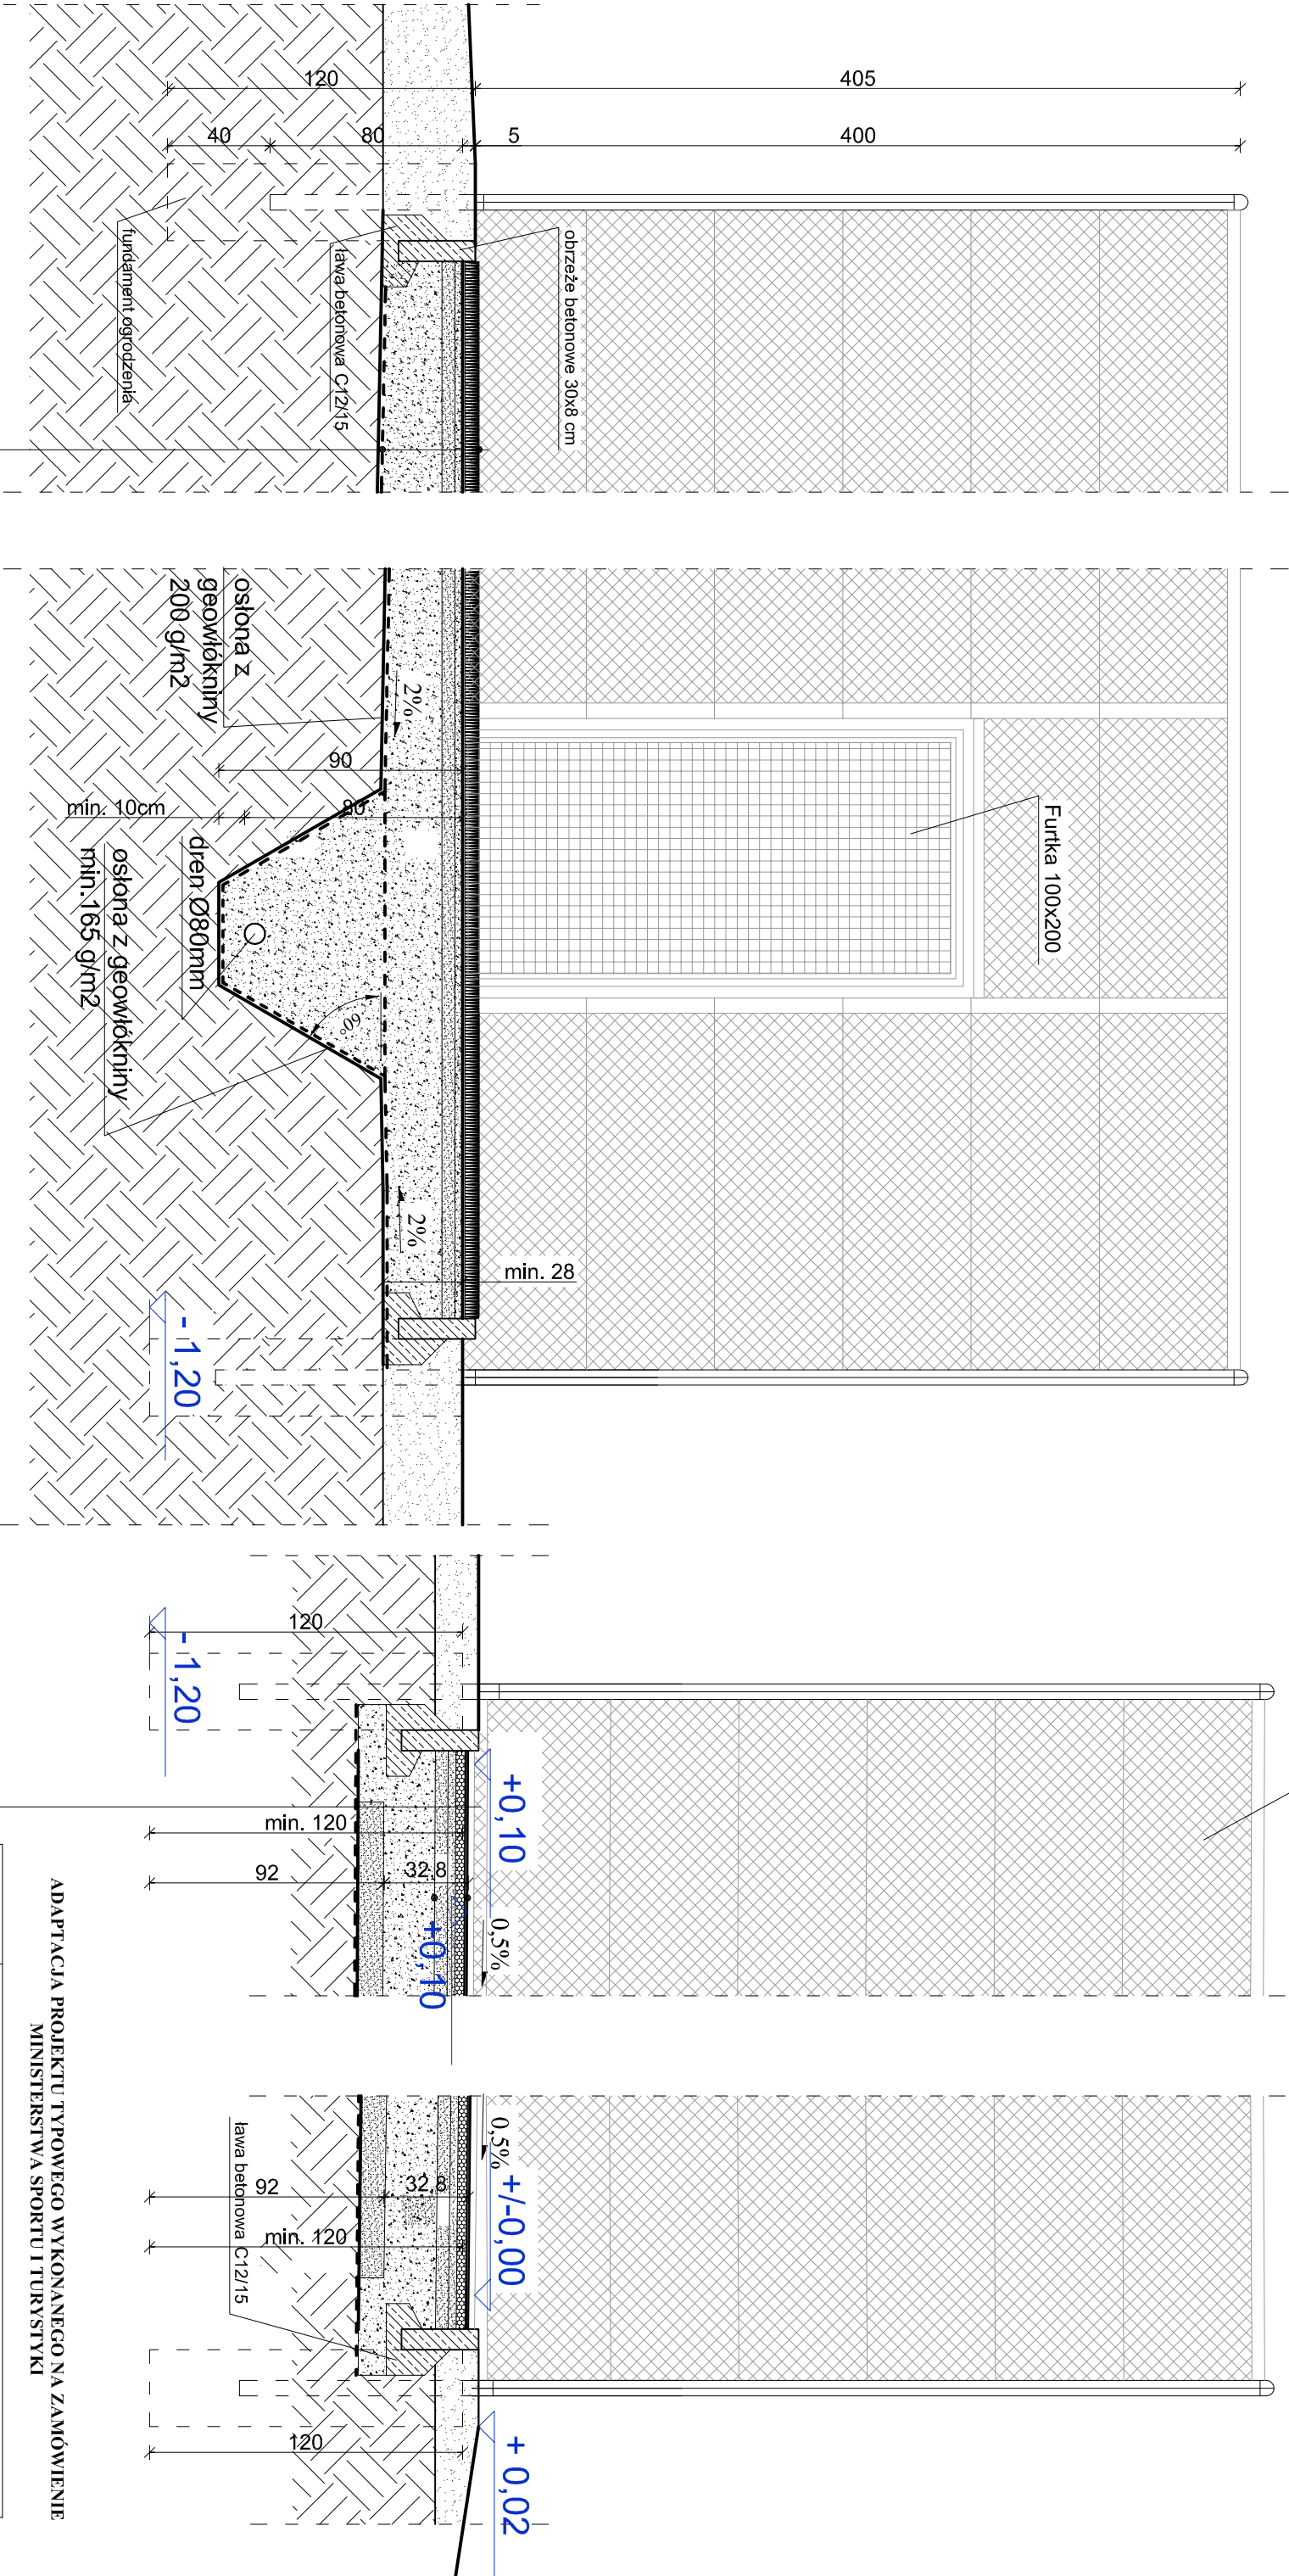 120
405
40
80
5
400
fundament ogrodzenia
ława betonowa C12/15
obrzeże betonowe 30x8 cm
osłona z
geowłókniny
200 g/m2
2%
90
min. 10cm
80
dren Ø80mm
osłona z geowłókniny
min.165 g/m2
60°
Furtka 100x200
2%
min. 28
- 1,20
120
- 1,20
+0,10
min. 120
92
32,8
0,5%
+0,10
0,5%
+/-0,00
92
32,8
min. 120
ława betonowa C12/15
120
+ 0,02
ADAPTACJA PROJEKTU TYPOWEGO WYKONANEGO NA ZAMÓWIENIE
MINISTERSTWA SPORTU I TURYSTYKI